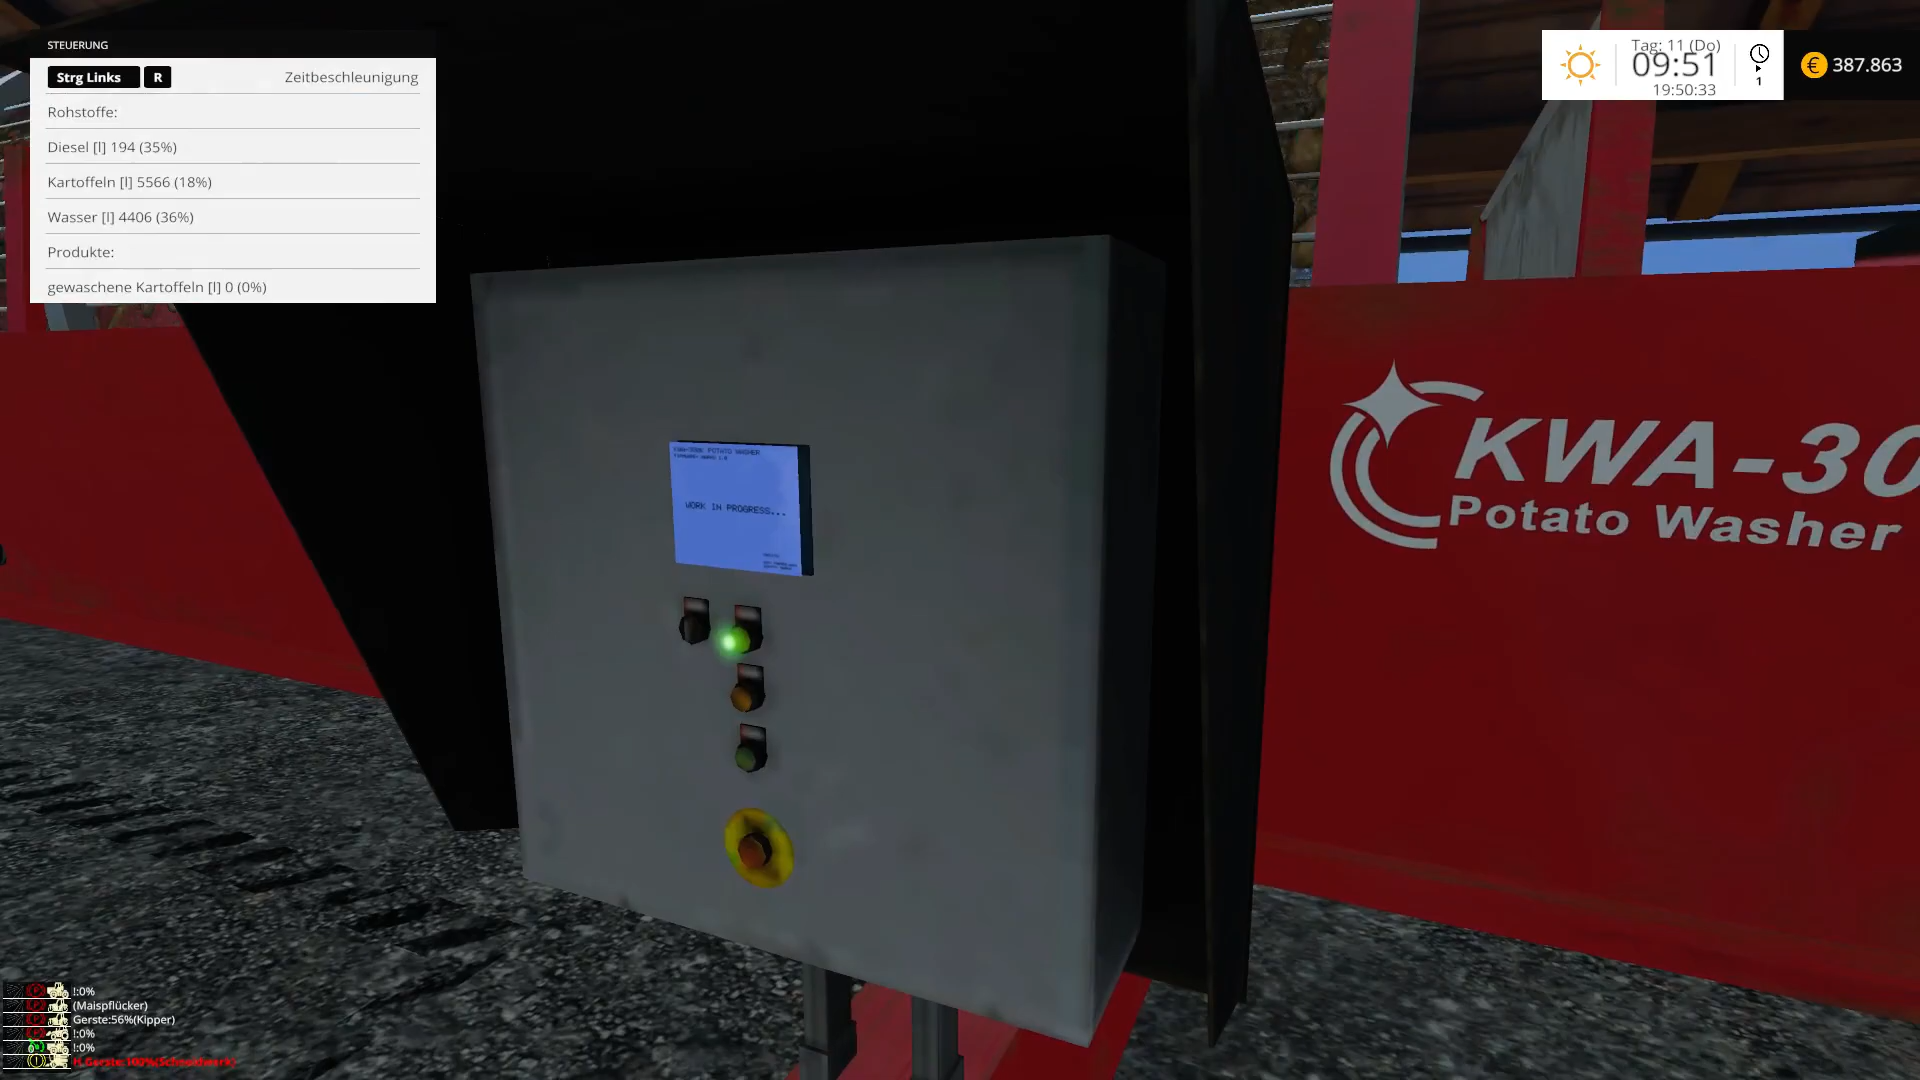 STEUERUNG
Strg Links R Zeitbeschleunigung
Rohstoffe:
Diesel [l] 194 (35%)
Kartoffeln [l] 5566 (18%)
Wasser [l] 4406 (36%)
Produkte:
gewaschene Kartoffeln [l] 0 (0%)
Tag: 11 (Do)
09:51
19:50:33
1
€ 387.863
POTATO WASHER
WORK IN PROGRESS...
KWA-30
Potato Washer
!:0%
(Maispflücker)
Gerste:56%(Kipper)
!:0%
!:0%